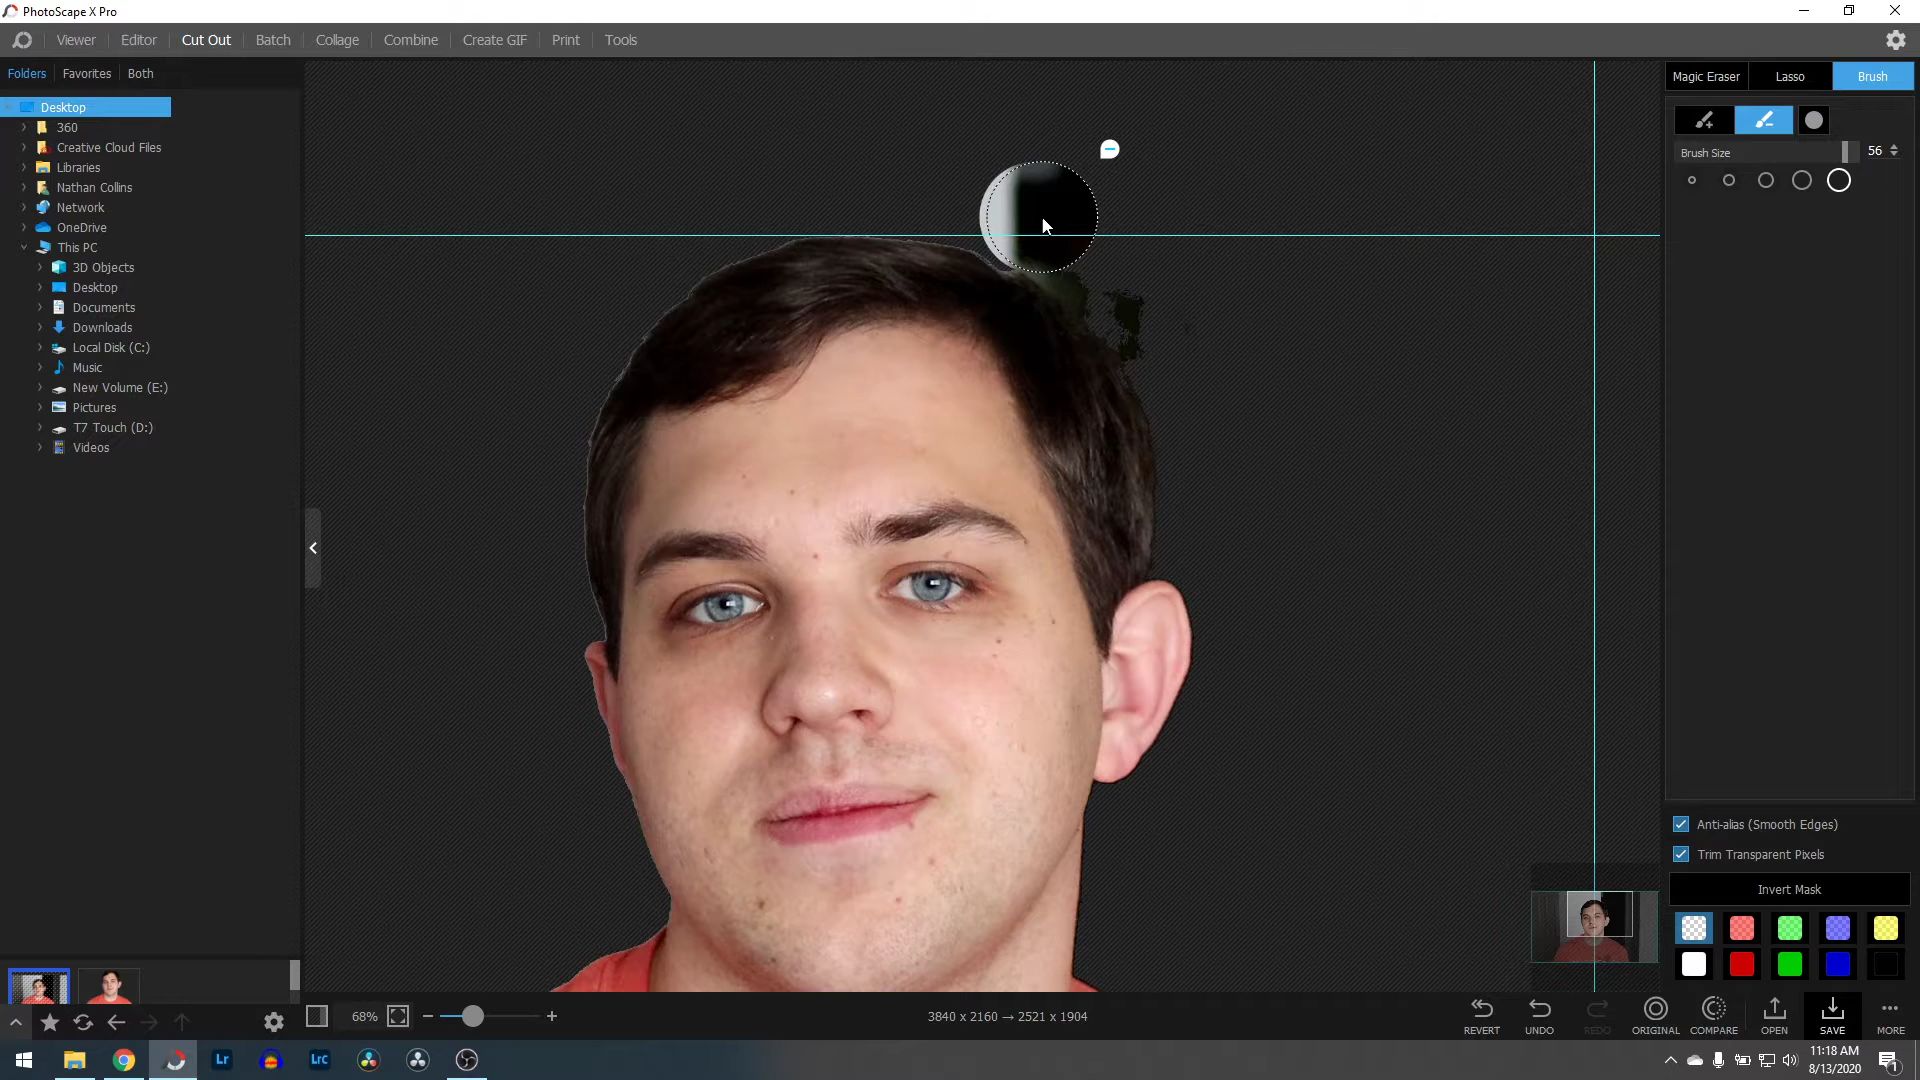 PhotoScape X Pro
Viewer
Editor
Cut Out
Batch
Collage
Combine
Create GIF
Print
Tools
Folders
Favorites
Both
Desktop
360
Creative Cloud Files
Libraries
Nathan Collins
Network
OneDrive
This PC
3D Objects
Desktop
Documents
Downloads
Local Disk (C:)
Music
New Volume (E:)
Pictures
T7 Touch (D:)
Videos
Magic Eraser
Lasso
Brush
Brush Size
56
Anti-alias (Smooth Edges)
Trim Transparent Pixels
Invert Mask
68%
3840 x 2160 → 2521 x 1904
REVERT
UNDO
REDO
ORIGINAL
COMPARE
OPEN
SAVE
MORE
Lr
Lrc
11:18 AM
8/13/2020
1